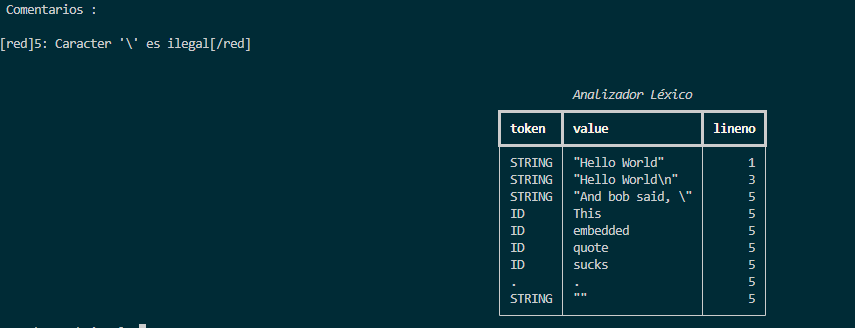 Comentarios :
[red]5: Caracter '\' es ilegal[/red]
Analizador Léxico
token value lineno
STRING "Hello World" 1
STRING "Hello World\n" 3
STRING "And bob said, \" 5
ID This 5
ID embedded 5
ID quote 5
ID sucks 5
. . 5
STRING "" 5